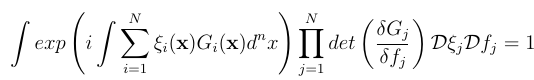 ∫ exp ( i ∫ ∑_{i=1}^{N} ξ_i(𝐱)G_i(𝐱)d^n x ) ∏_{j=1}^{N} det ( δG_j / δf_j ) 𝒟ξ_j 𝒟f_j = 1